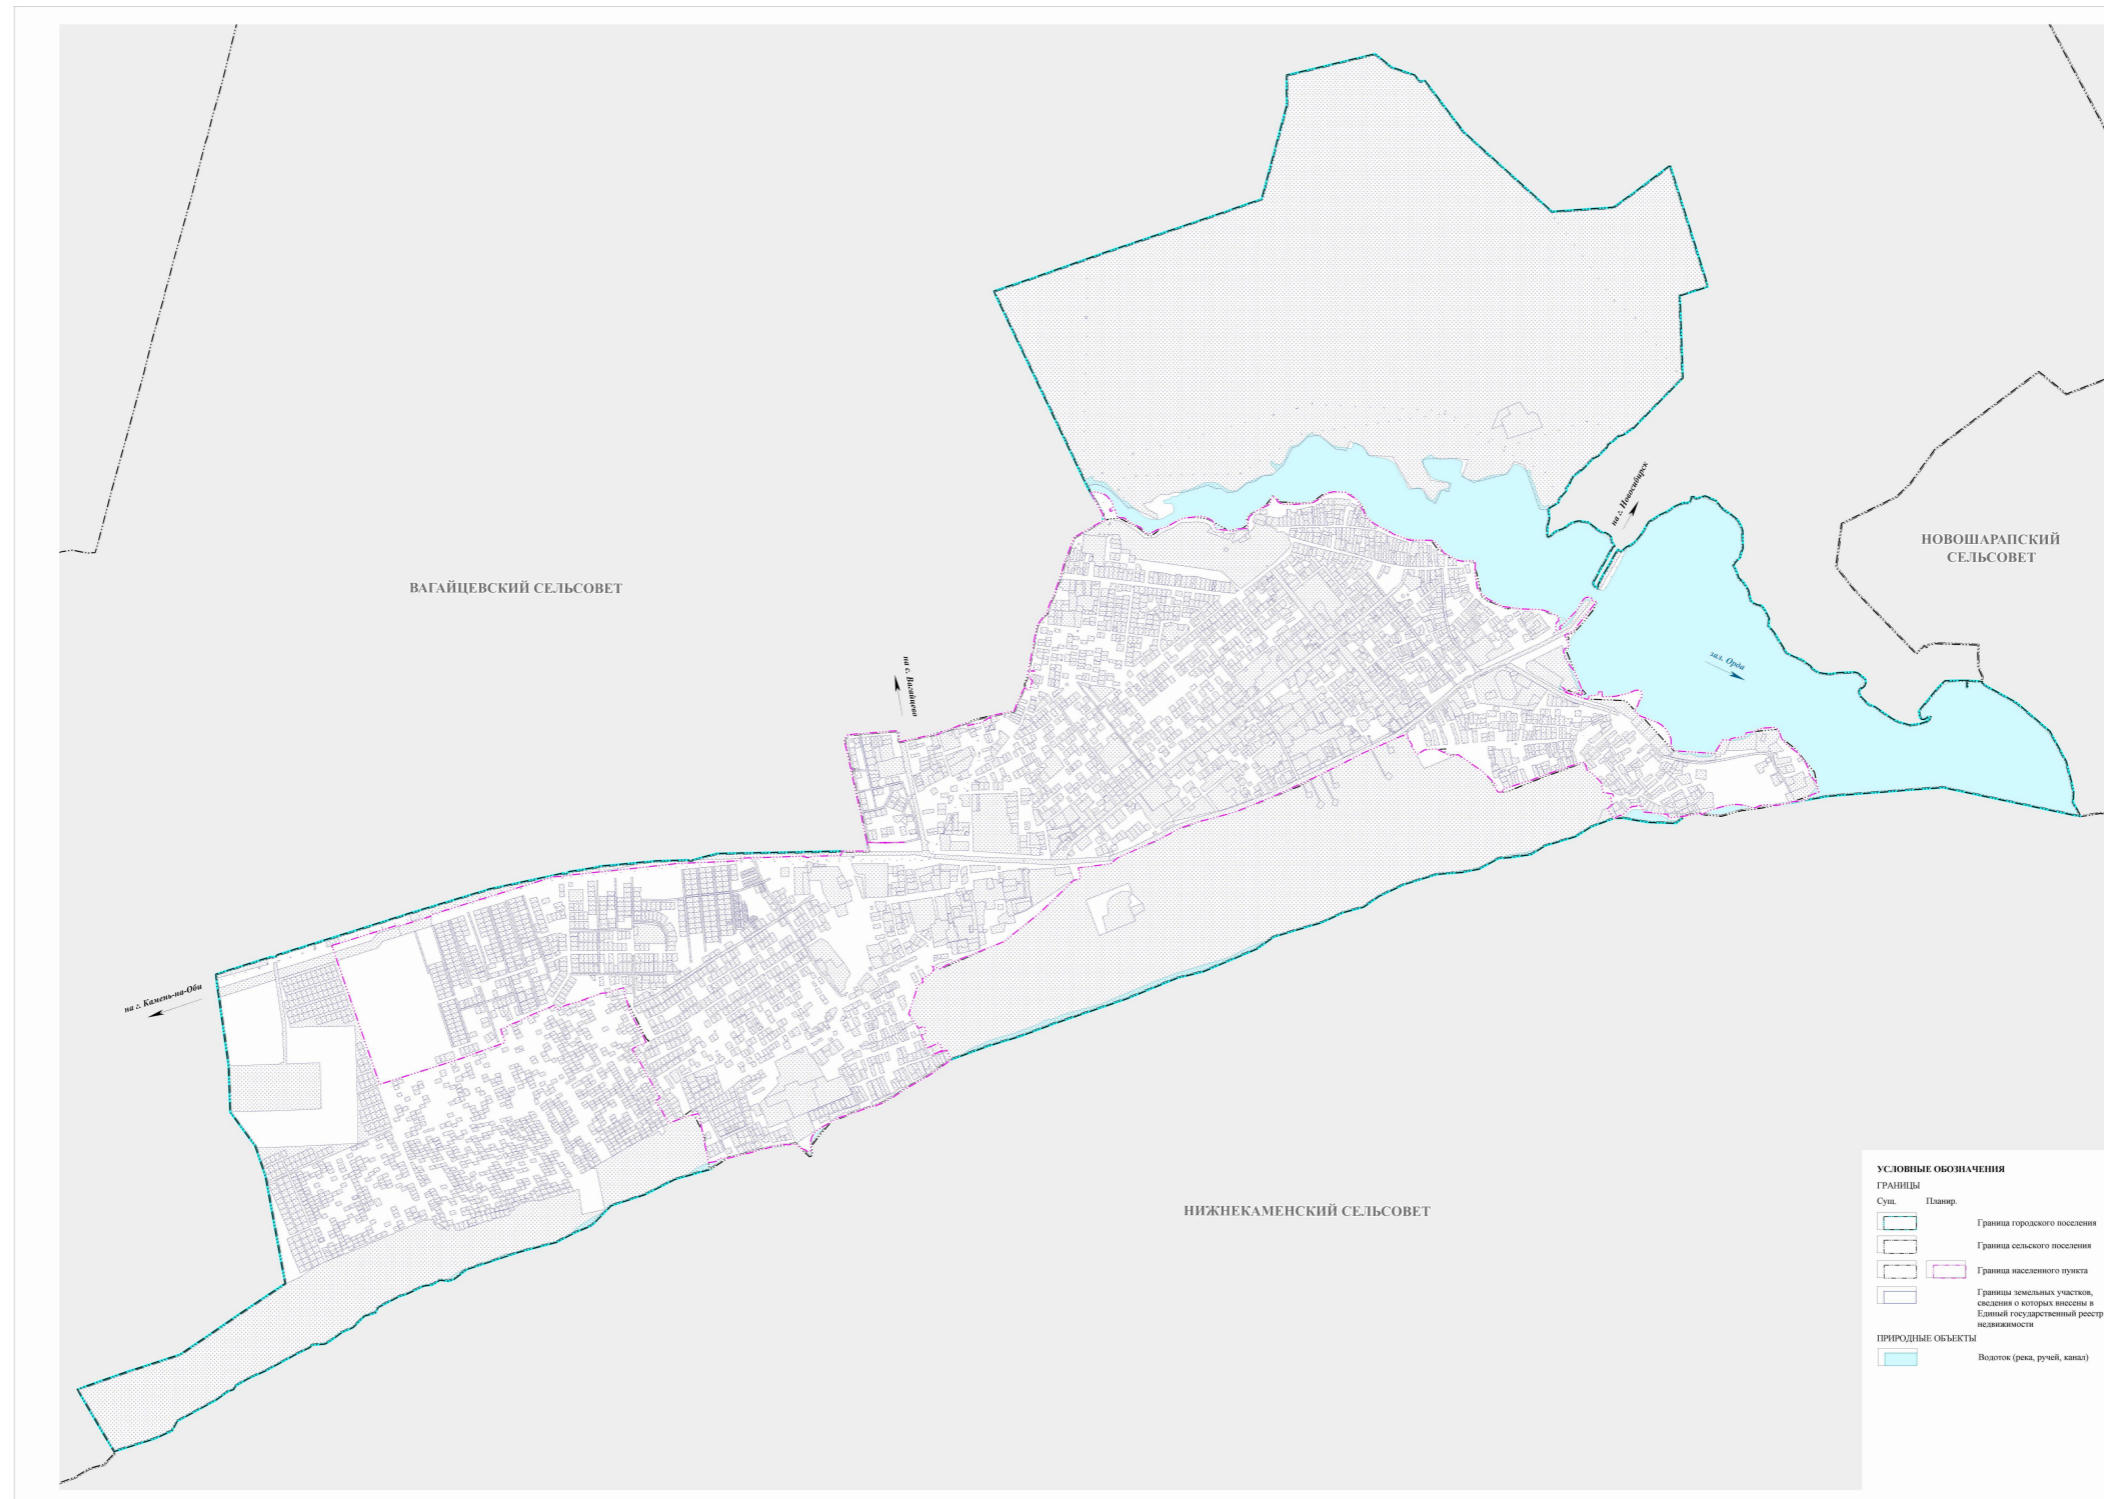 на г. Новосибирск
НОВОШАРАПСКИЙ
СЕЛЬСОВЕТ
ВАГАЙЦЕВСКИЙ СЕЛЬСОВЕТ
на с. Вагайцево
зал. Орда
на г. Камень-на-Оби
НИЖНЕКАМЕНСКИЙ СЕЛЬСОВЕТ
УСЛОВНЫЕ ОБОЗНАЧЕНИЯ
ГРАНИЦЫ
Сущ. Планир.
Граница городского поселения
Граница сельского поселения
Граница населенного пункта
Границы земельных участков,
сведения о которых внесены в
Единый государственный реестр
недвижимости
ПРИРОДНЫЕ ОБЪЕКТЫ
Водоток (река, ручей, канал)